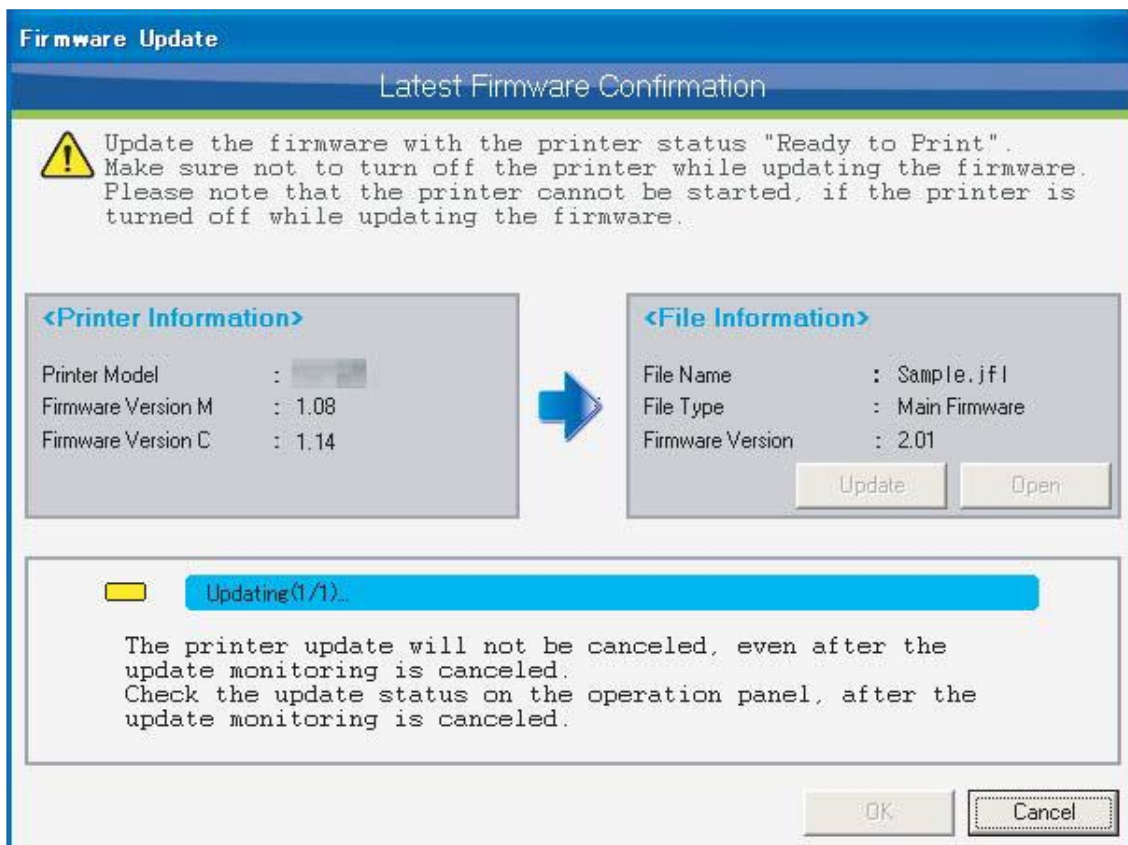 Firmware Update
Latest Firmware Confirmation
Update the firmware with the printer status "Ready to Print".
Make sure not to turn off the printer while updating the firmware.
Please note that the printer cannot be started, if the printer is
turned off while updating the firmware.
<Printer Information>
Printer Model :
Firmware Version M : 1.08
Firmware Version C : 1.14
<File Information>
File Name : Sample.jfl
File Type : Main Firmware
Firmware Version : 2.01
Update Open
Updating(1/1)...
The printer update will not be canceled, even after the
update monitoring is canceled.
Check the update status on the operation panel, after the
update monitoring is canceled.
OK Cancel